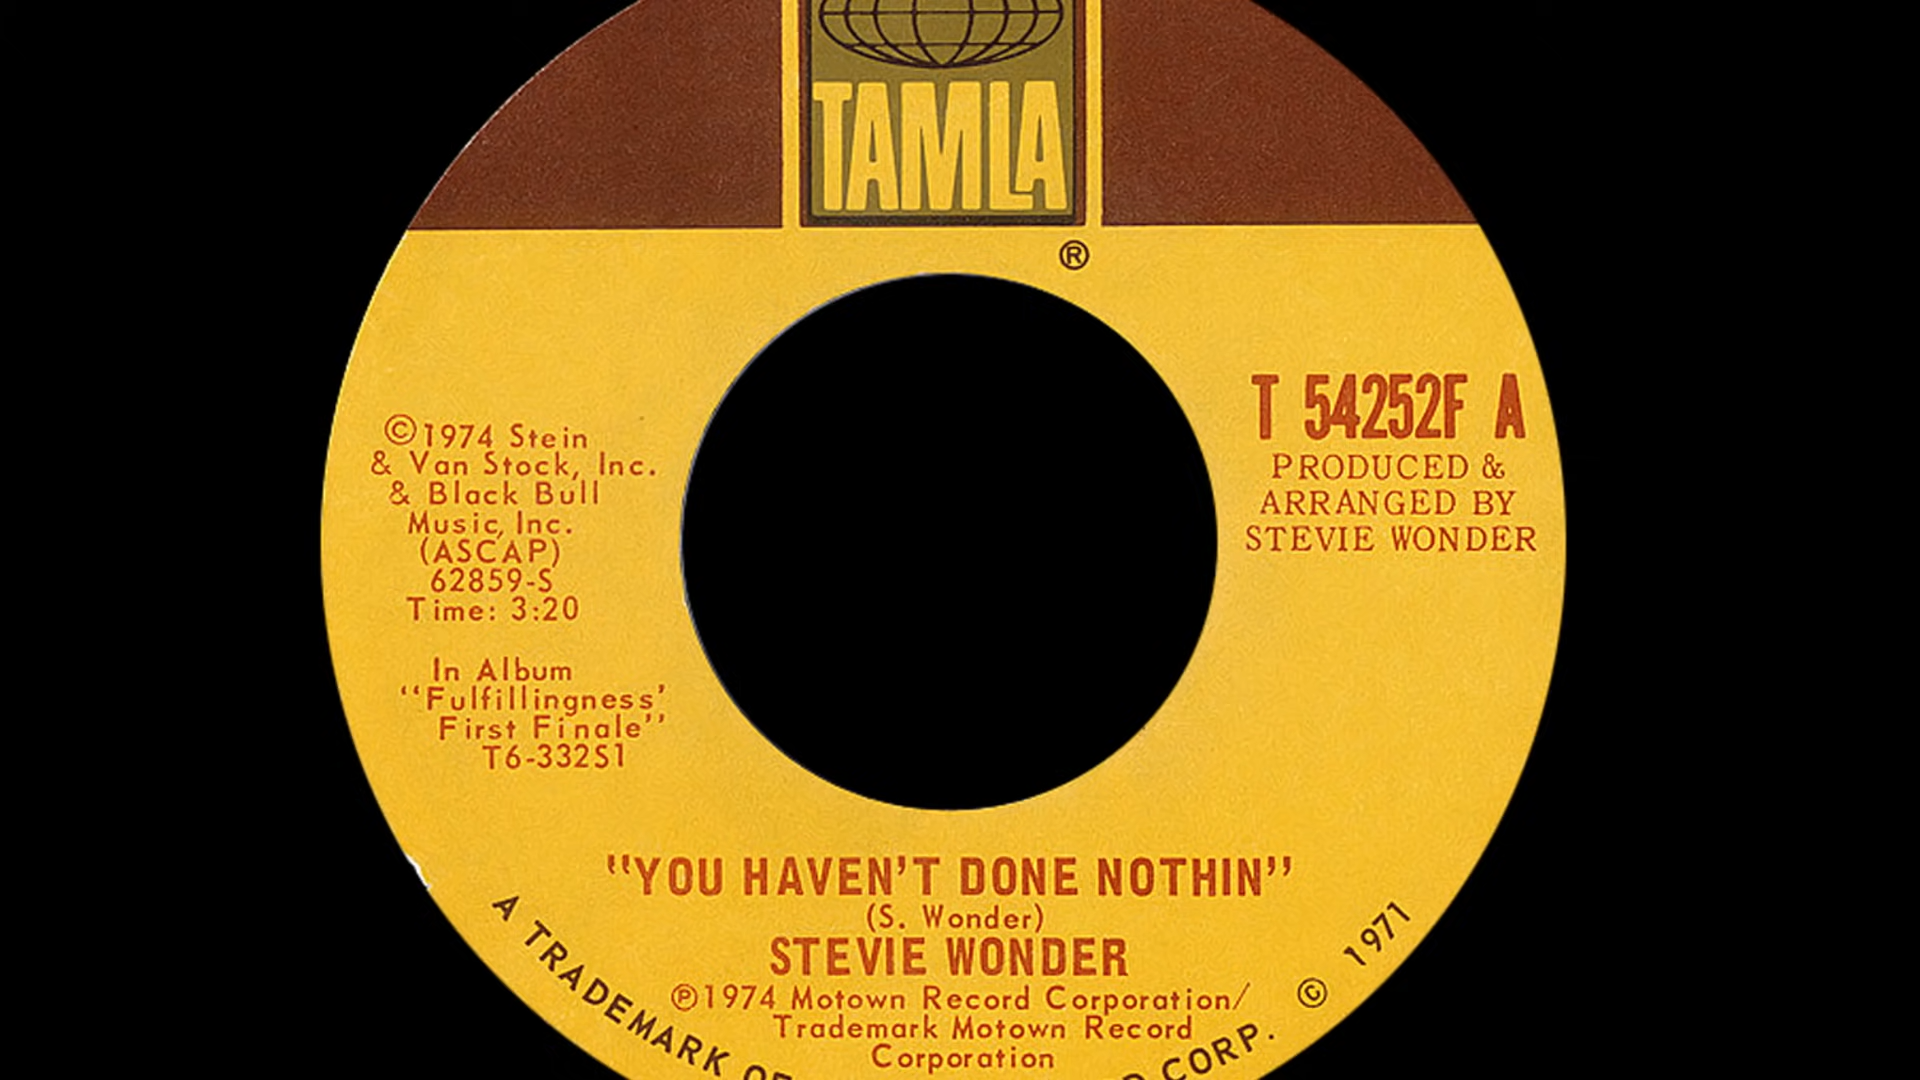 TAMLA
®
T 54252F A
PRODUCED &
ARRANGED BY
STEVIE WONDER
©1974 Stein
& Van Stock, Inc.
& Black Bull
Music, Inc.
(ASCAP)
62859-S
Time: 3:20
In Album
“Fulfillingness’
First Finale”
T6-332S1
“YOU HAVEN’T DONE NOTHIN”
(S. Wonder)
STEVIE WONDER
℗1974 Motown Record Corporation/
Trademark Motown Record
Corporation
A TRADEMARK OF
CORP. © 1971